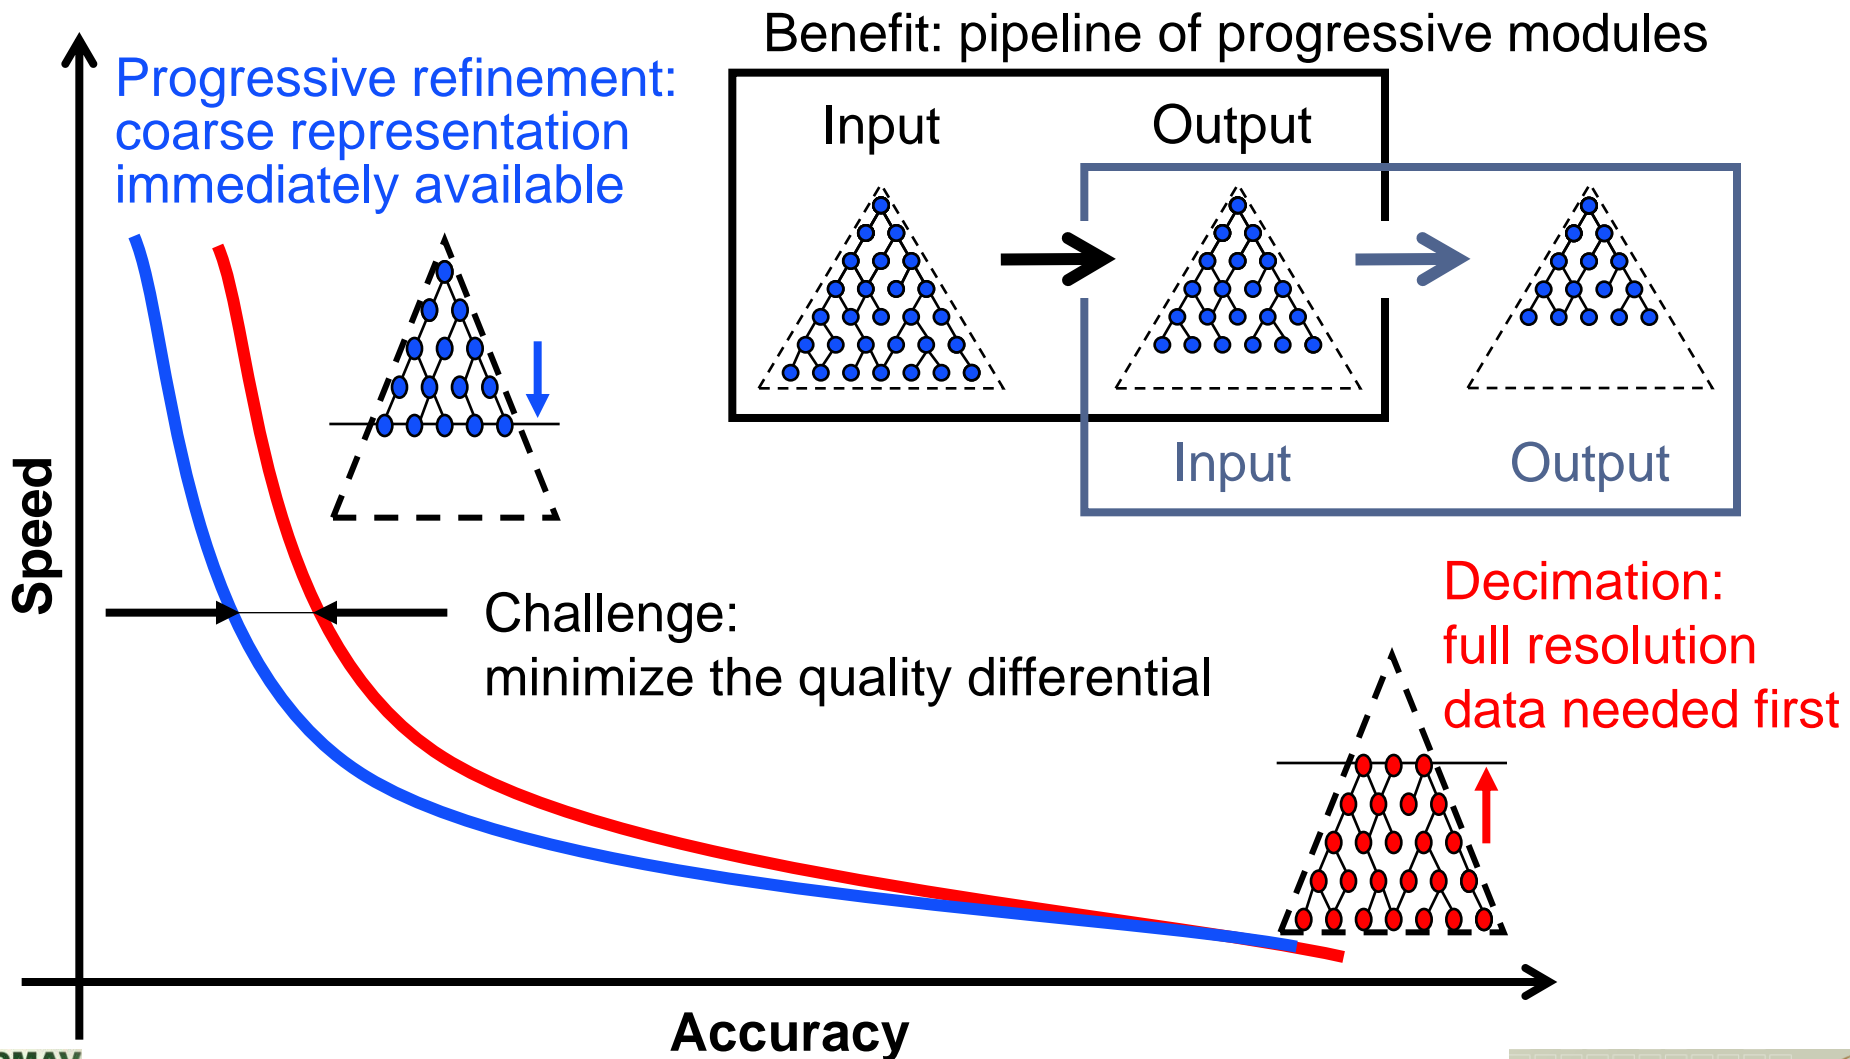 Benefit: pipeline of progressive modules
Progressive refinement:
coarse representation
immediately available
Input
Output
Input
Output
Speed
Challenge:
minimize the quality differential
Decimation:
full resolution
data needed first
Accuracy